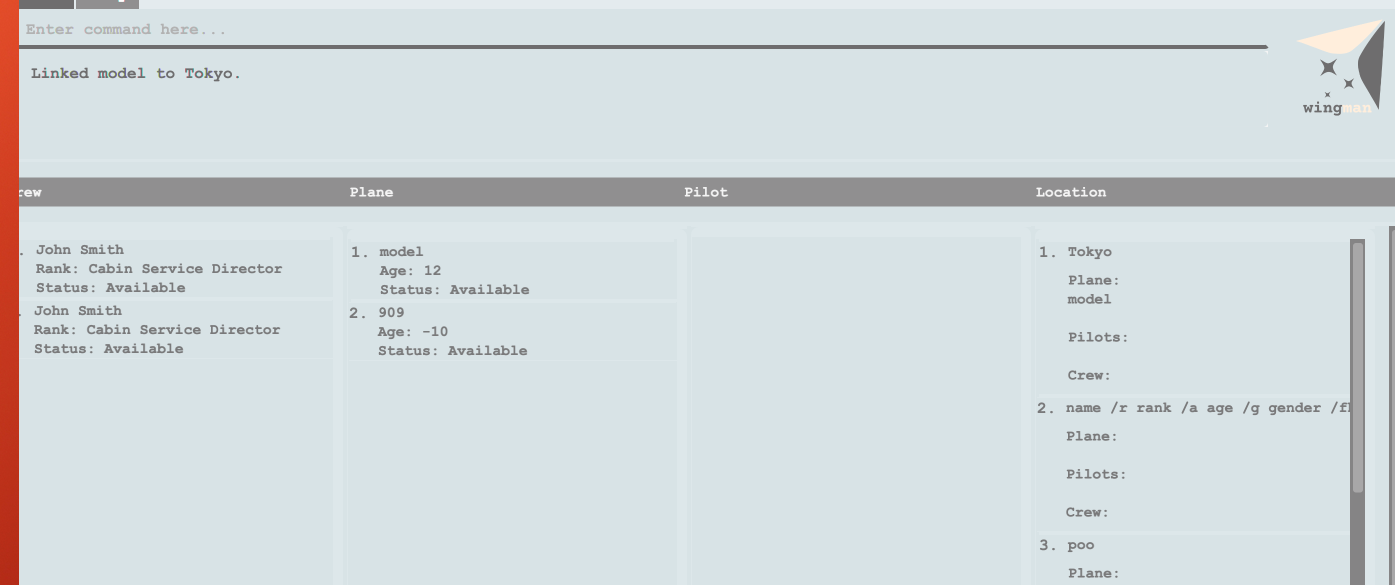 Enter command here...
Linked model to Tokyo.
wingman
rew Plane Pilot Location
John Smith
Rank: Cabin Service Director
Status: Available
John Smith
Rank: Cabin Service Director
Status: Available
1. model
Age: 12
Status: Available
2. 909
Age: -10
Status: Available
1. Tokyo
Plane:
model
Pilots:
Crew:
2. name /r rank /a age /g gender /fl
Plane:
Pilots:
Crew:
3. poo
Plane: